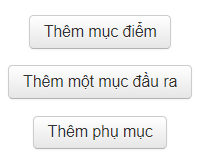 Thêm mục điểm
Thêm một mục đầu ra
Thêm phụ mục